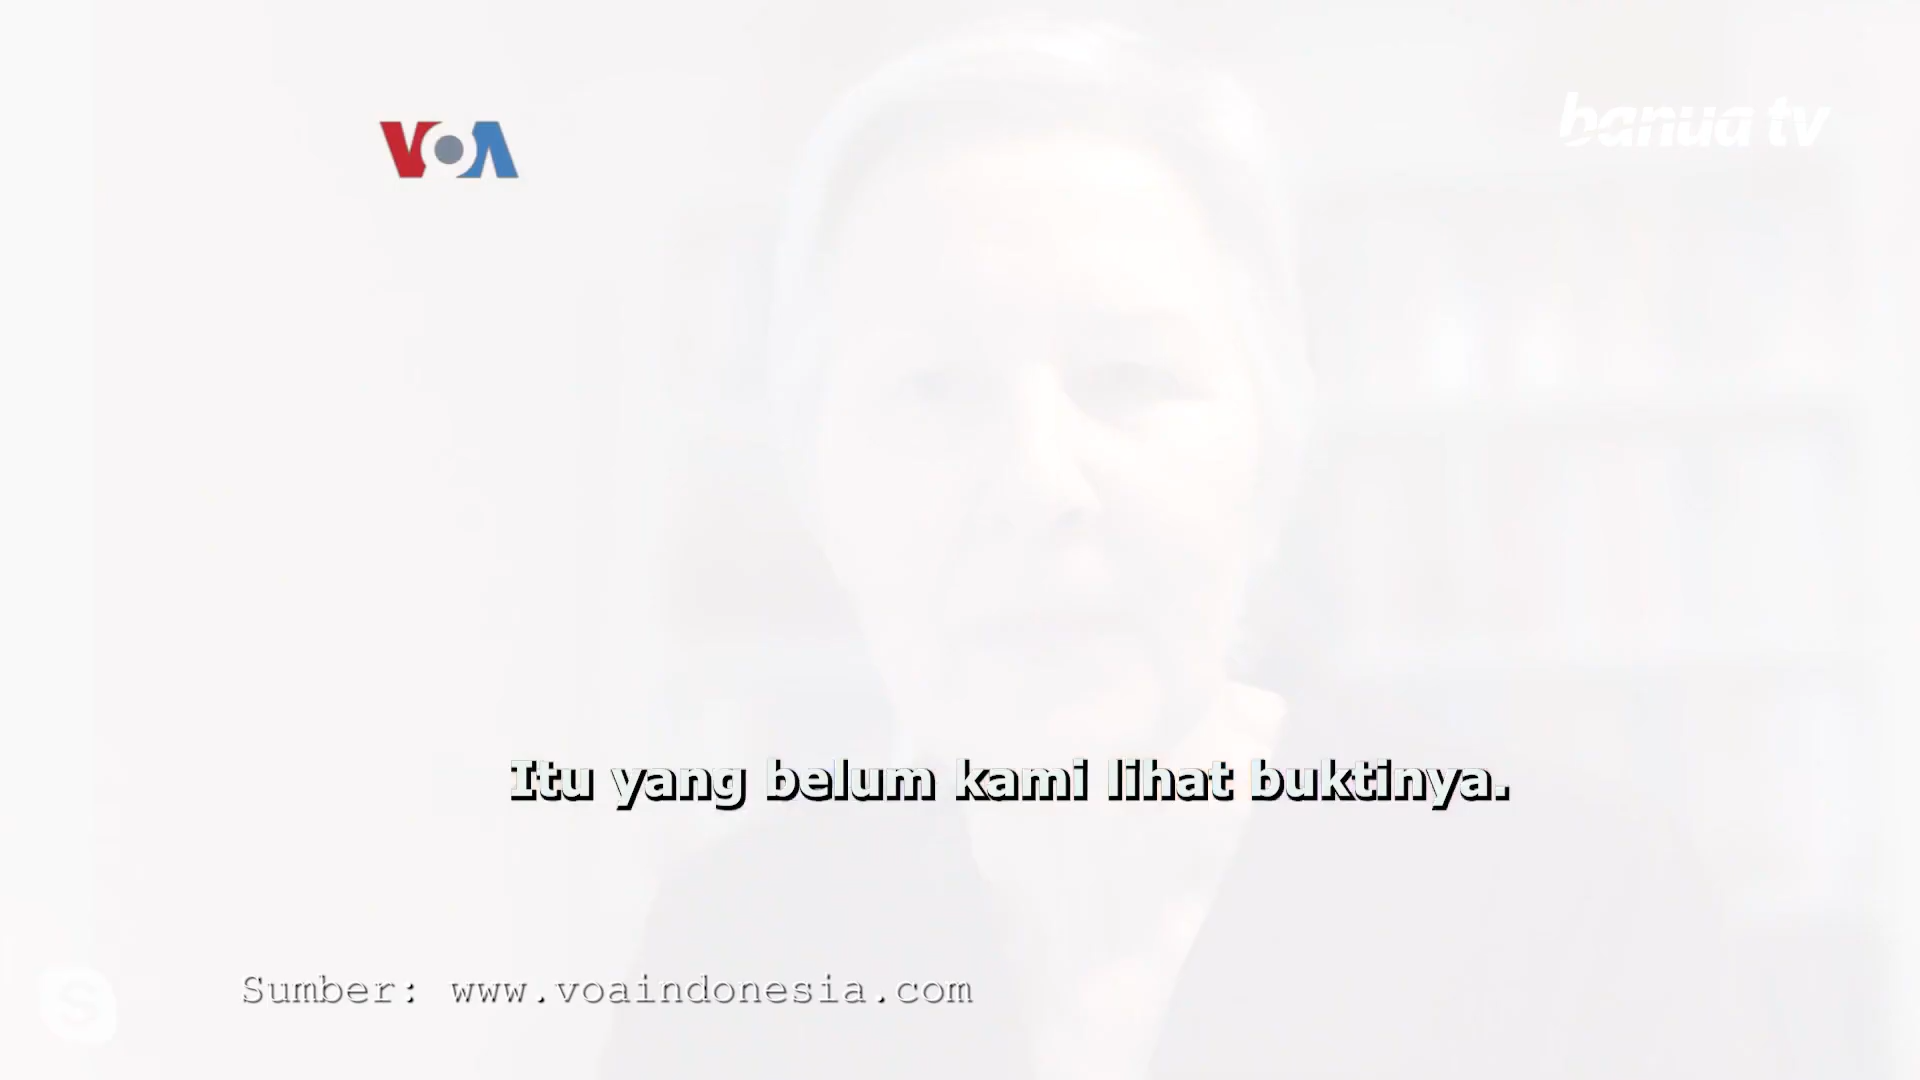 VOA
banua tv
Itu yang belum kami lihat buktinya.
Sumber: www.voaindonesia.com
S